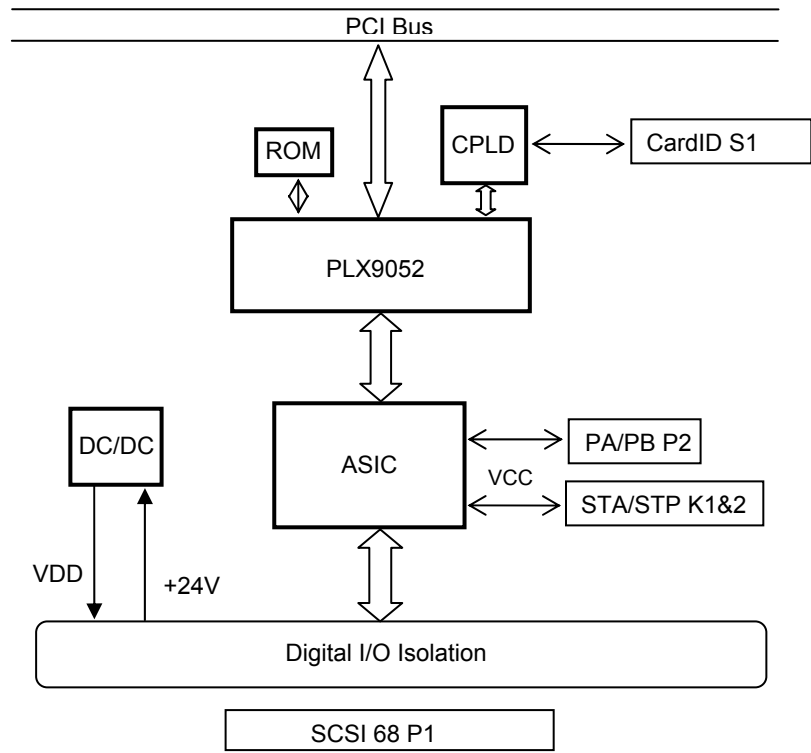 PCI Bus
ROM
CPLD
CardID S1
PLX9052
DC/DC
ASIC
PA/PB P2
VCC
STA/STP K1&2
VDD
+24V
Digital I/O Isolation
SCSI 68 P1